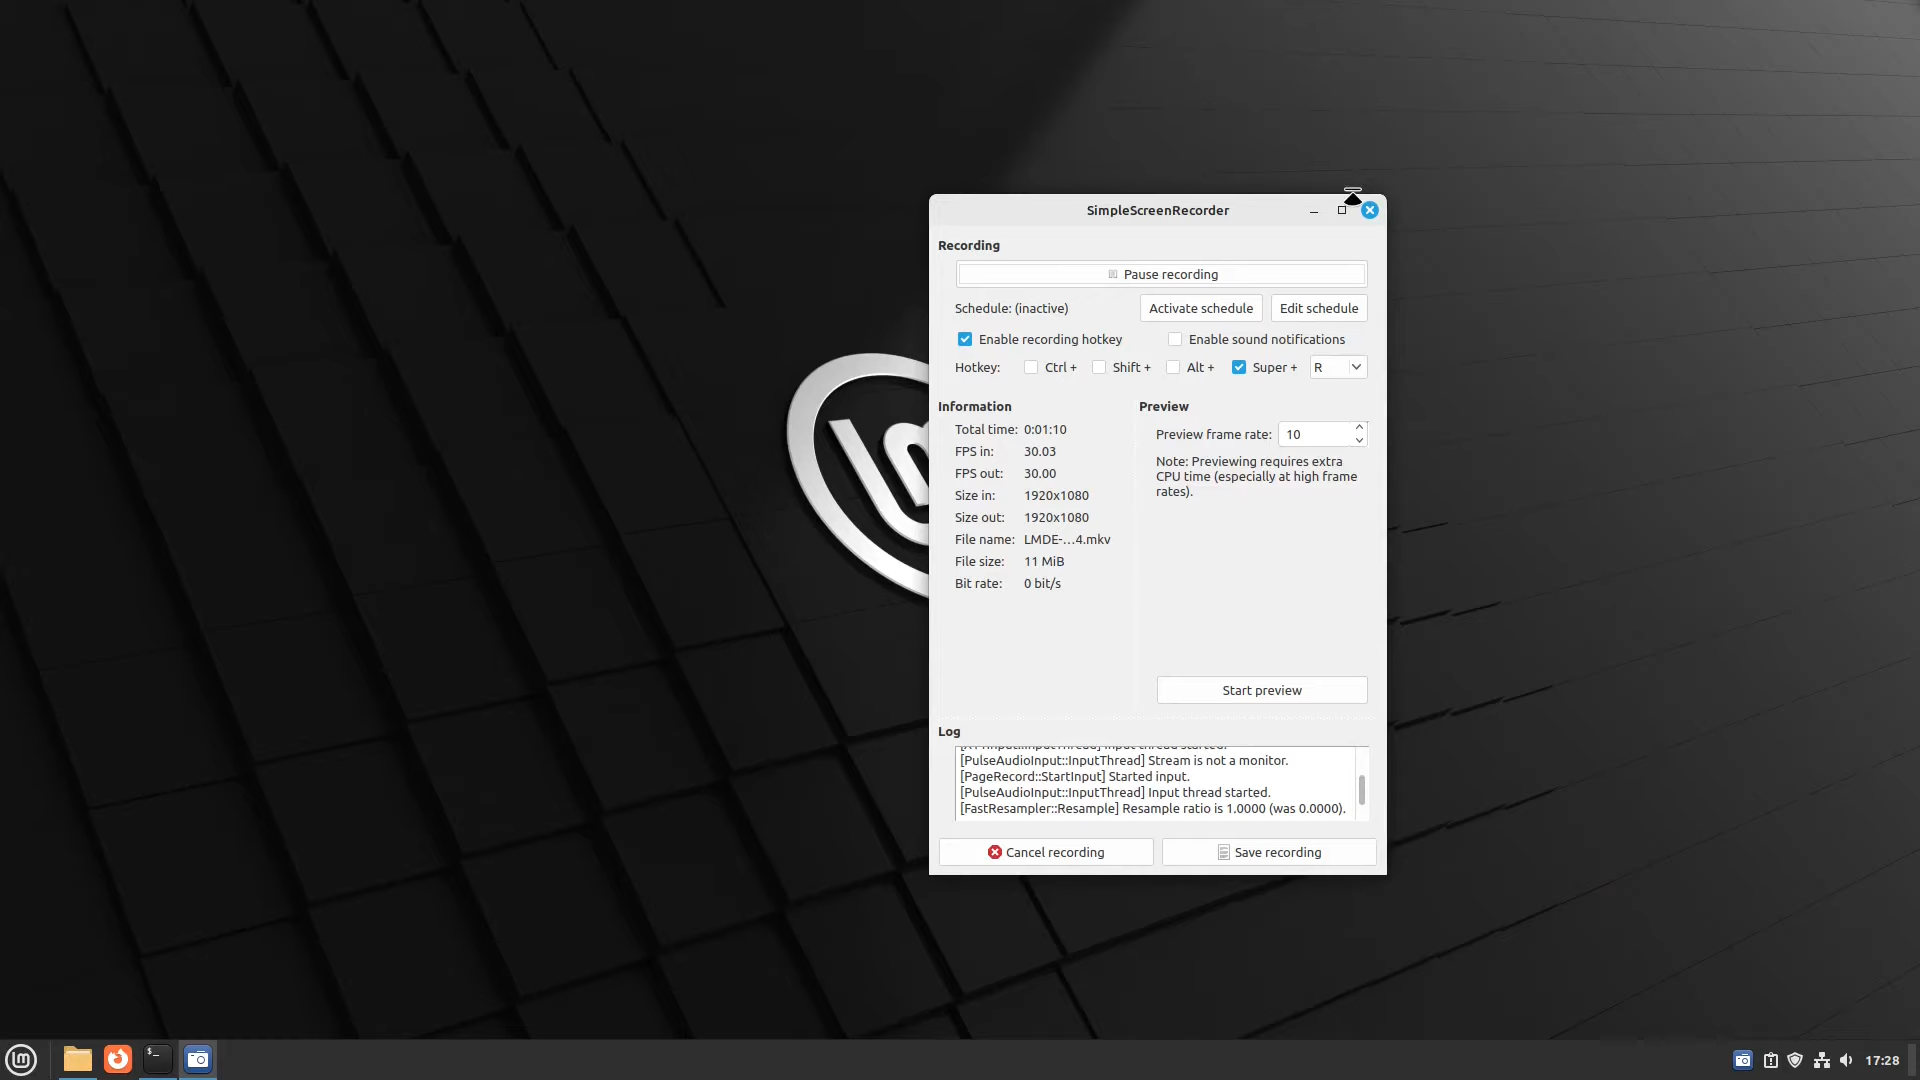 SimpleScreenRecorder
Recording
Pause recording
Schedule: (inactive)
Activate schedule
Edit schedule
Enable recording hotkey
Enable sound notifications
Hotkey:
Ctrl +
Shift +
Alt +
Super +
R
Information
Total time: 0:01:10
FPS in: 30.03
FPS out: 30.00
Size in: 1920x1080
Size out: 1920x1080
File name: LMDE-...4.mkv
File size: 11 MiB
Bit rate: 0 bit/s
Preview
Preview frame rate: 10
Note: Previewing requires extra
CPU time (especially at high frame
rates).
Start preview
Log
Input thread started.
[PulseAudioInput::InputThread] Stream is not a monitor.
[PageRecord::StartInput] Started input.
[PulseAudioInput::InputThread] Input thread started.
[FastResampler::Resample] Resample ratio is 1.0000 (was 0.0000).
Cancel recording
Save recording
17:28